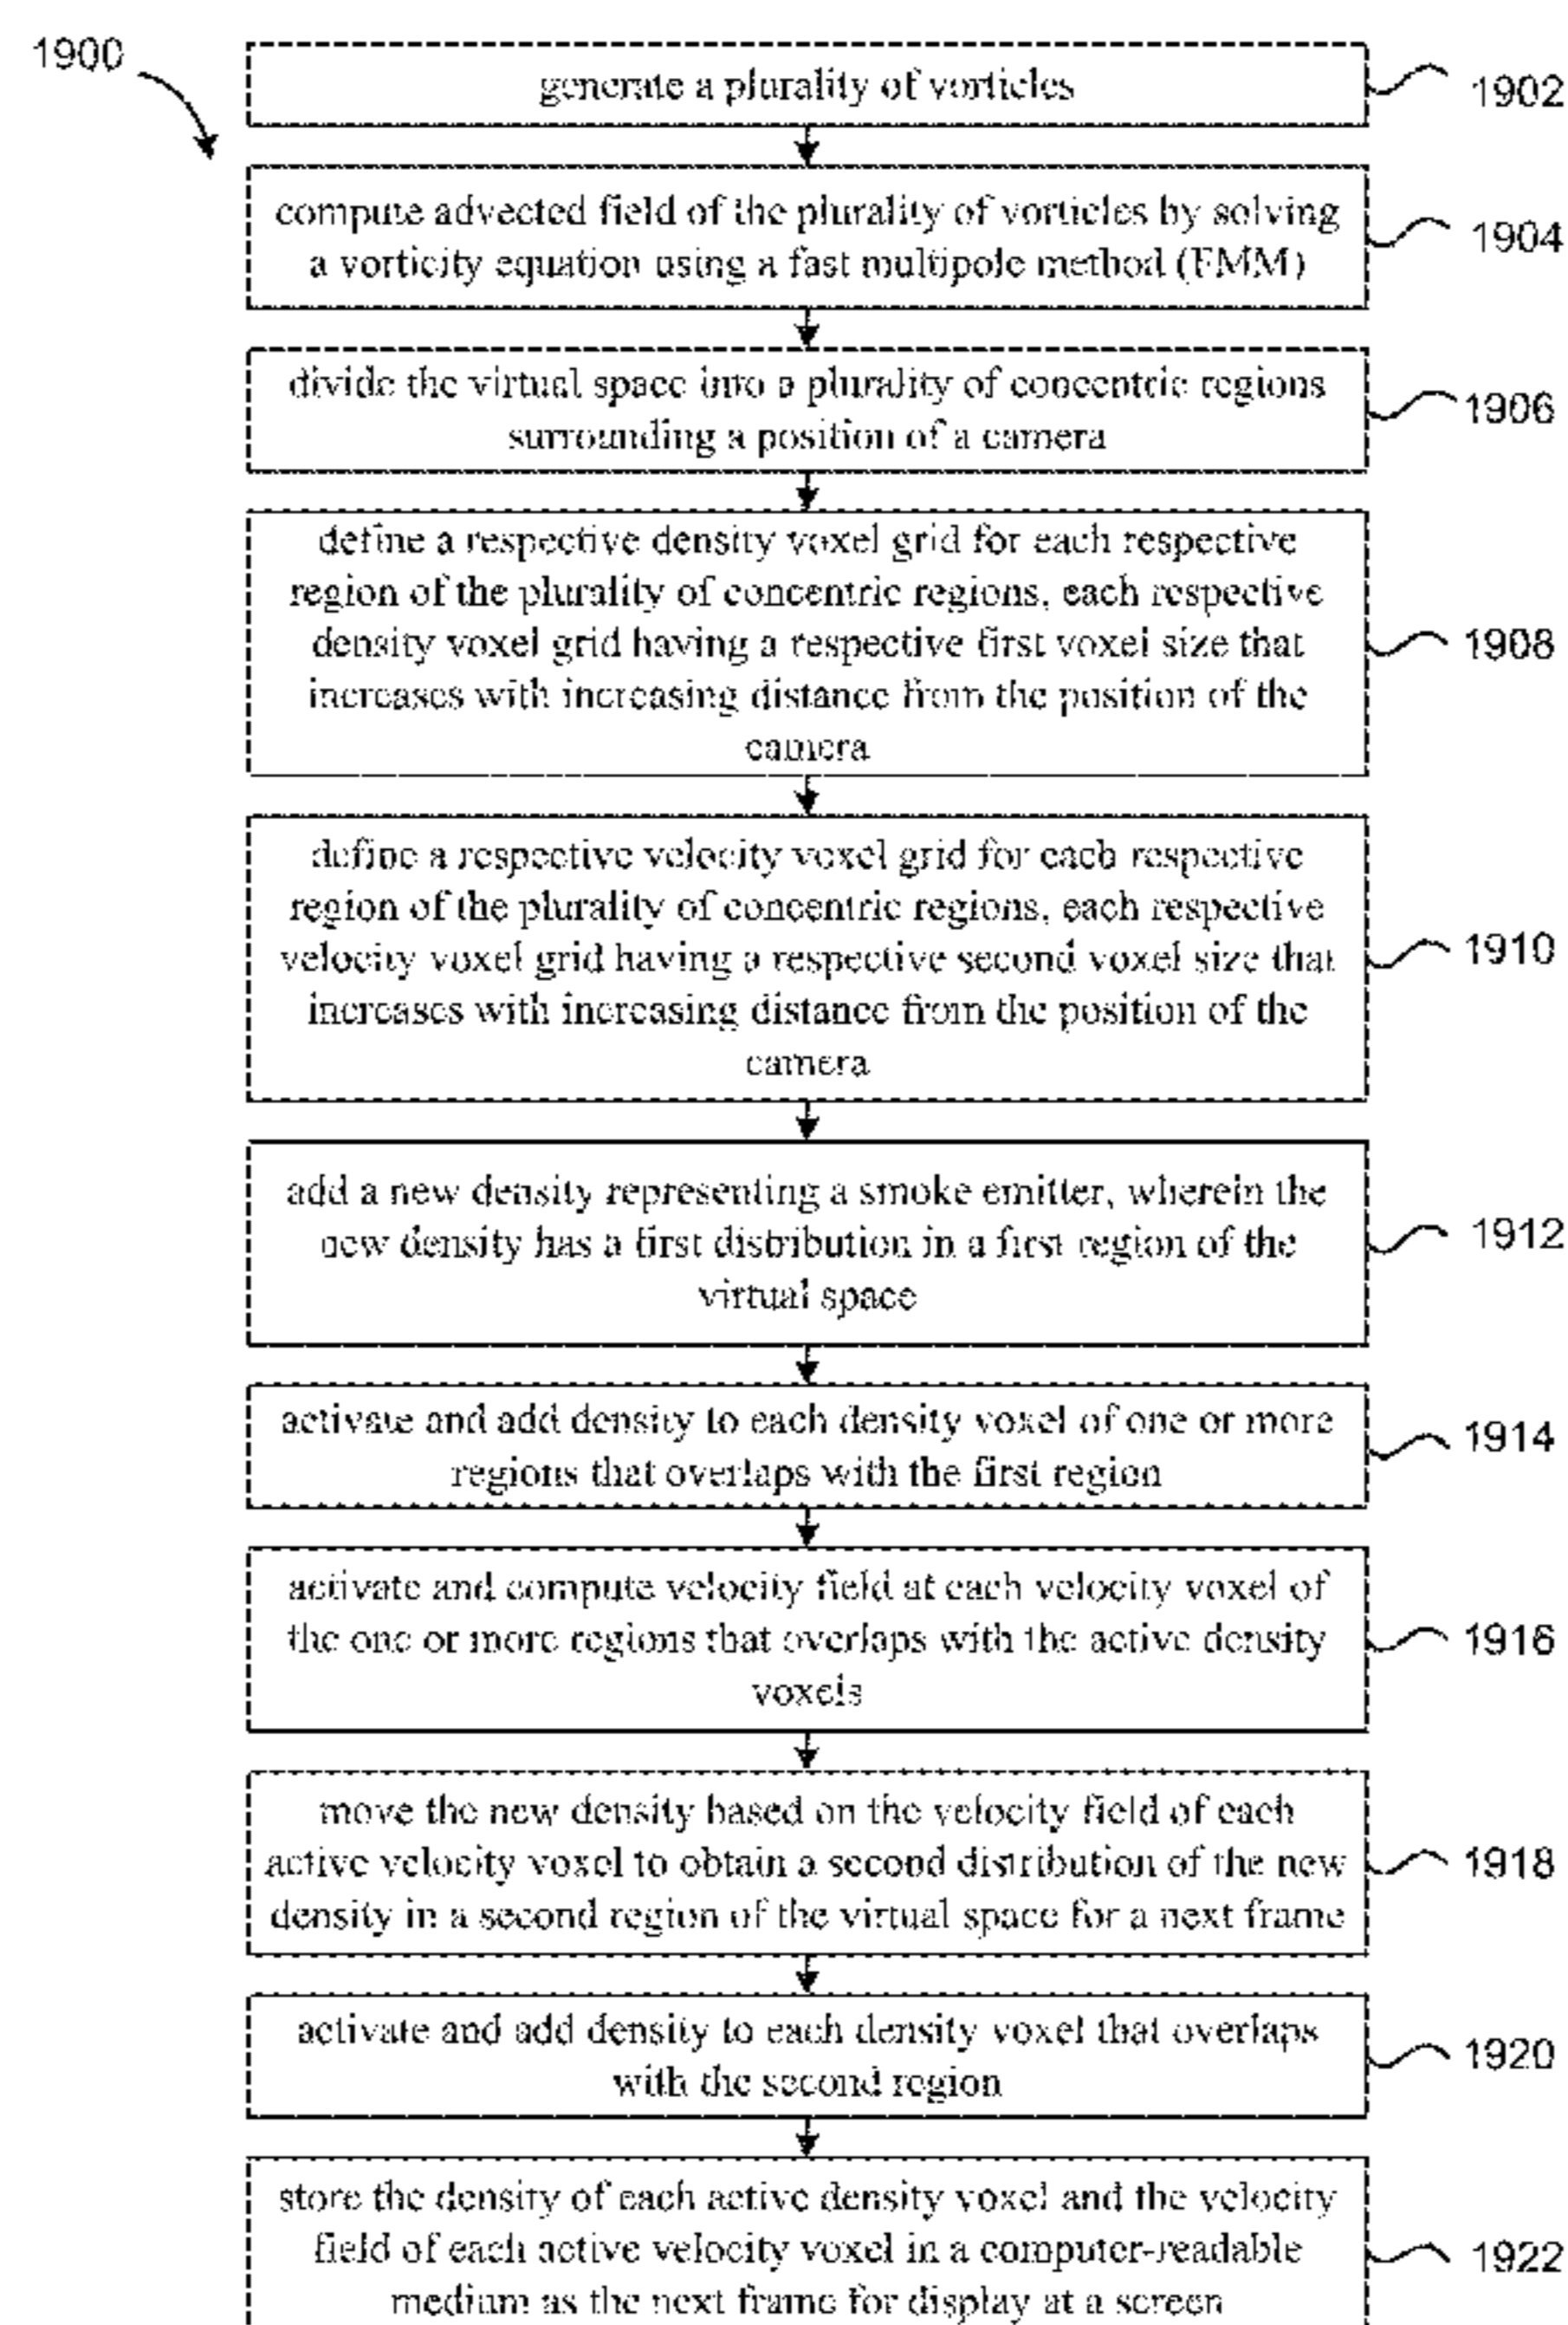 1900
generate a plurality of vorticles
1902
compute advected field of the plurality of vorticles by solving
a vorticity equation using a fast multipole method (FMM)
1904
divide the virtual space into a plurality of concentric regions
surrounding a position of a camera
1906
define a respective density voxel grid for each respective
region of the plurality of concentric regions, each respective
density voxel grid having a respective first voxel size that
increases with increasing distance from the position of the
camera
1908
define a respective velocity voxel grid for each respective
region of the plurality of concentric regions, each respective
velocity voxel grid having a respective second voxel size that
increases with increasing distance from the position of the
camera
1910
add a new density representing a smoke emitter, wherein the
new density has a first distribution in a first region of the
virtual space
1912
activate and add density to each density voxel of one or more
regions that overlaps with the first region
1914
activate and compute velocity field at each velocity voxel of
the one or more regions that overlaps with the active density
voxels
1916
move the new density based on the velocity field of each
active velocity voxel to obtain a second distribution of the new
density in a second region of the virtual space for a next frame
1918
activate and add density to each density voxel that overlaps
with the second region
1920
store the density of each active density voxel and the velocity
field of each active velocity voxel in a computer-readable
medium as the next frame for display at a screen
1922